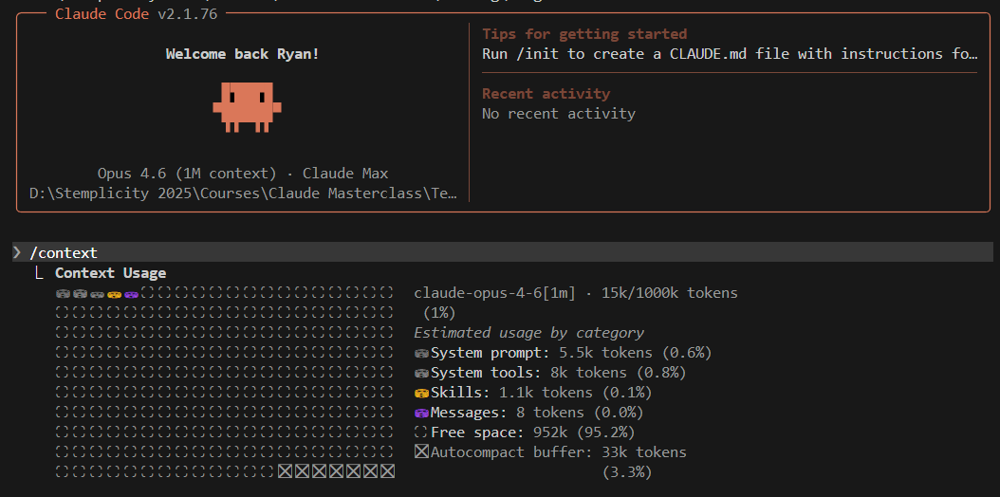 Claude Code v2.1.76
Welcome back Ryan!
Opus 4.6 (1M context) · Claude Max
D:\Stemplicity 2025\Courses\Claude Masterclass\Te…
Tips for getting started
Run /init to create a CLAUDE.md file with instructions fo…
Recent activity
No recent activity
❯ /context
Context Usage
claude-opus-4-6[1m] · 15k/1000k tokens
(1%)
Estimated usage by category
System prompt: 5.5k tokens (0.6%)
System tools: 8k tokens (0.8%)
Skills: 1.1k tokens (0.1%)
Messages: 8 tokens (0.0%)
Free space: 952k (95.2%)
Autocompact buffer: 33k tokens
(3.3%)